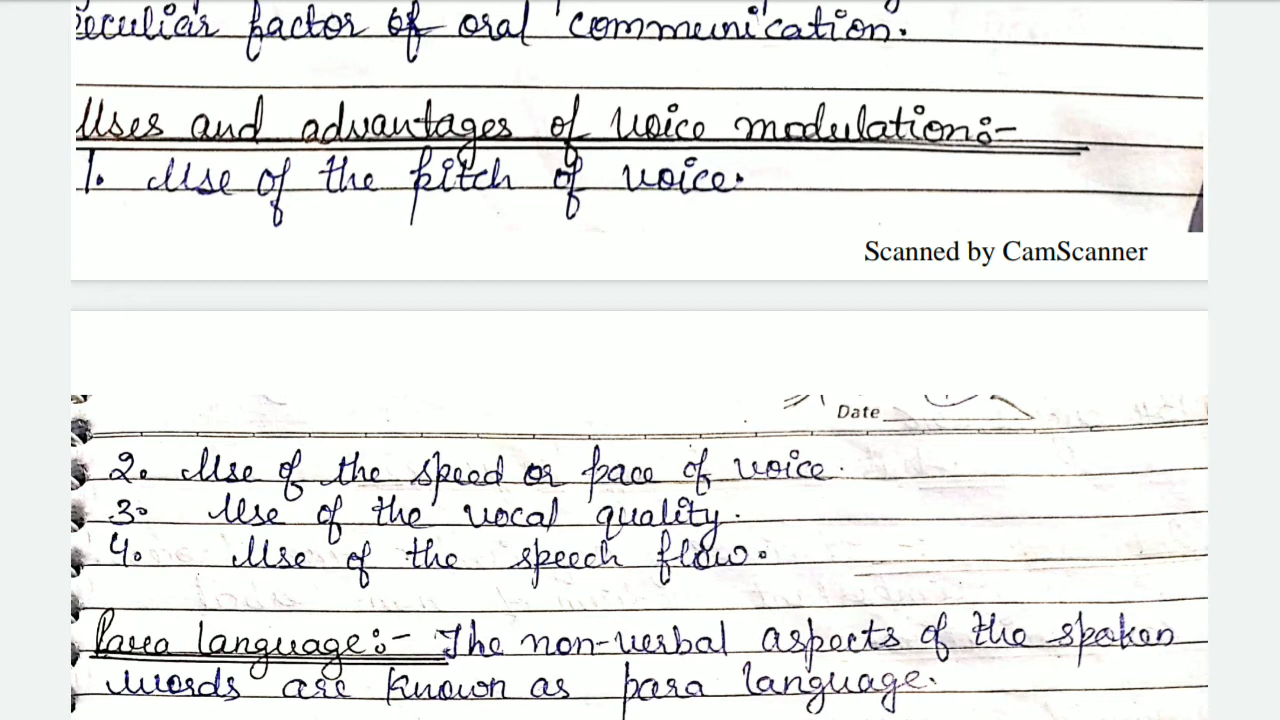 peculiar factor of oral communication.
Uses and advantages of voice modulation:-
1. Use of the pitch of voice.
Scanned by CamScanner
Date
2. Use of the speed or pace of voice.
3. Use of the vocal quality.
4. Use of the speech flow.
Para language:- The non-verbal aspects of the spoken
words are known as para language.